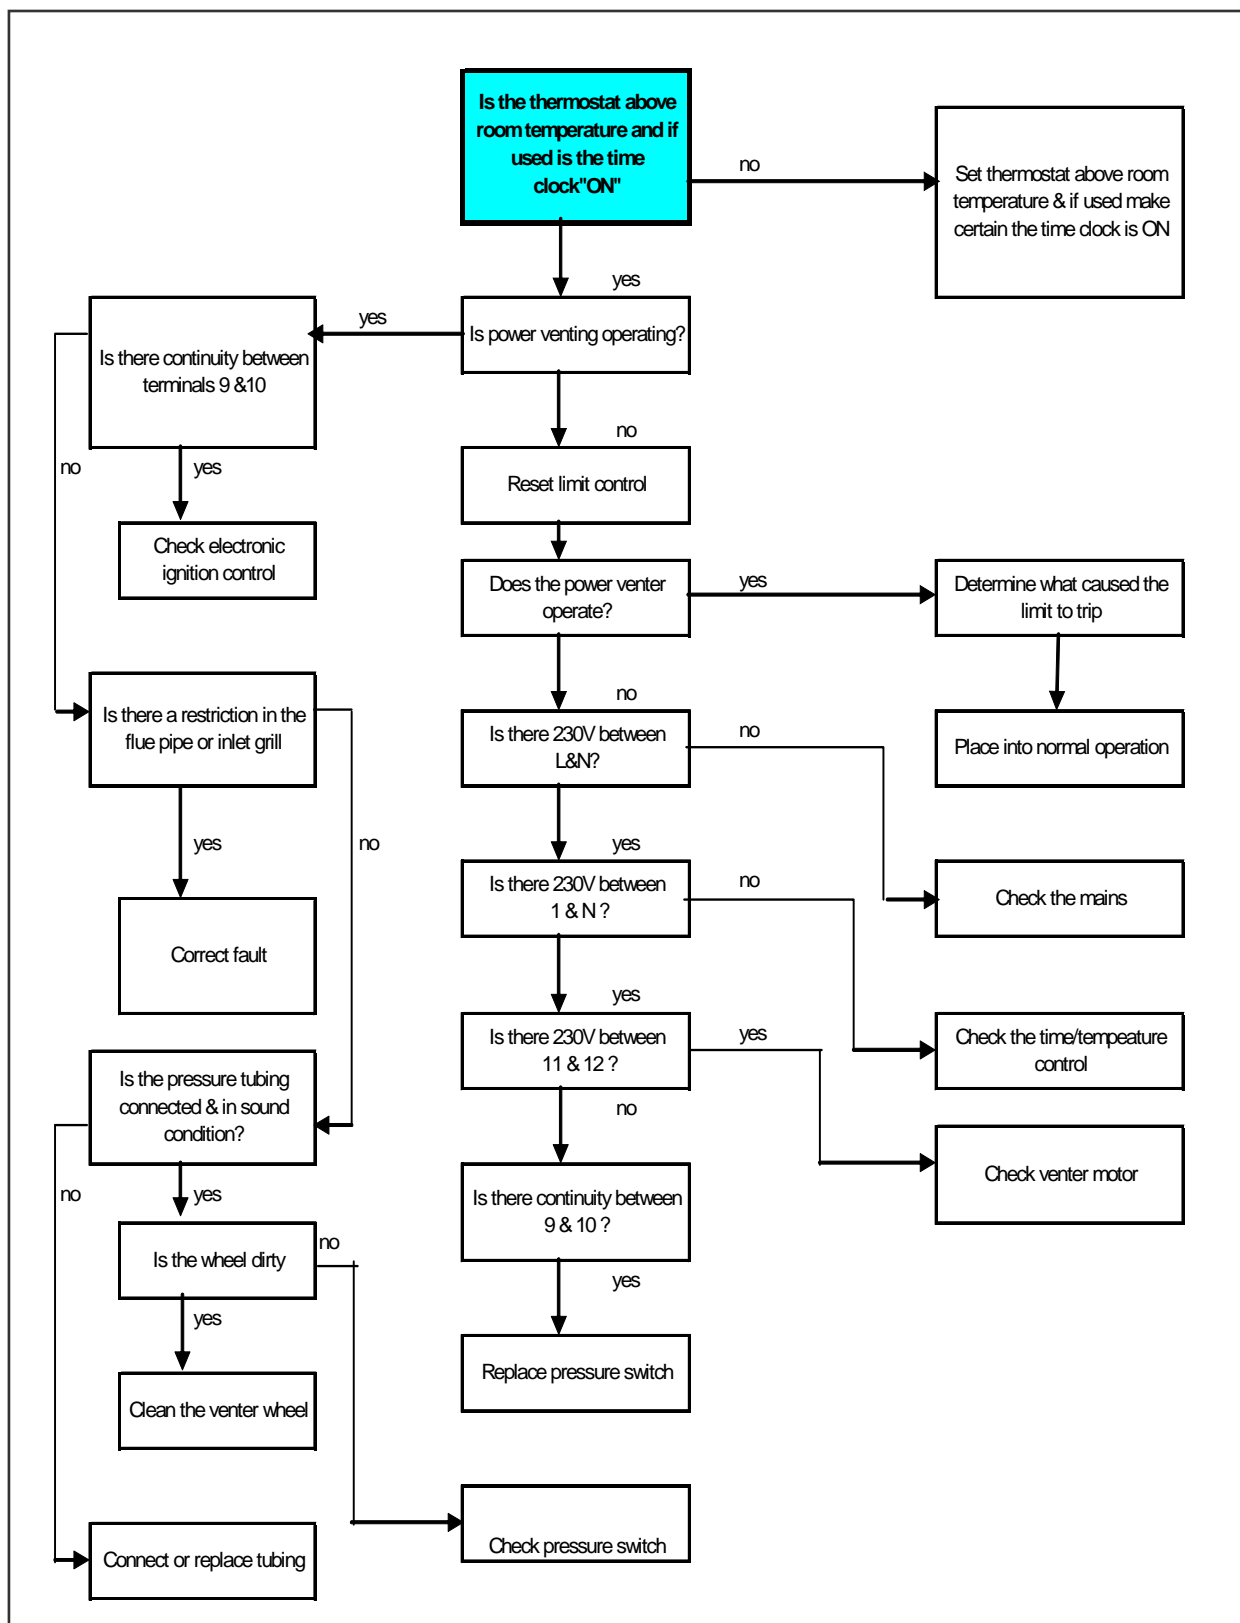 Is the thermostat above
room temperature and if
used is the time
clock"ON"
no
Set thermostat above room
temperature & if used make
certain the time clock is ON
yes
Is power venting operating?
yes
Is there continuity between
terminals 9 &10
no
yes
no
Reset limit control
Check electronic
ignition control
Does the power venter
operate?
yes
Determine what caused the
limit to trip
no
Is there a restriction in the
flue pipe or inlet grill
Is there 230V between
L&N?
no
Place into normal operation
yes
no
yes
Is there 230V between
1 & N ?
no
Check the mains
Correct fault
yes
Is there 230V between
11 & 12 ?
yes
Check the time/tempeature
control
Is the pressure tubing
connected & in sound
condition?
no
Check venter motor
no
yes
Is there continuity between
9 & 10 ?
Is the wheel dirty
no
yes
yes
Replace pressure switch
Clean the venter wheel
Check pressure switch
Connect or replace tubing